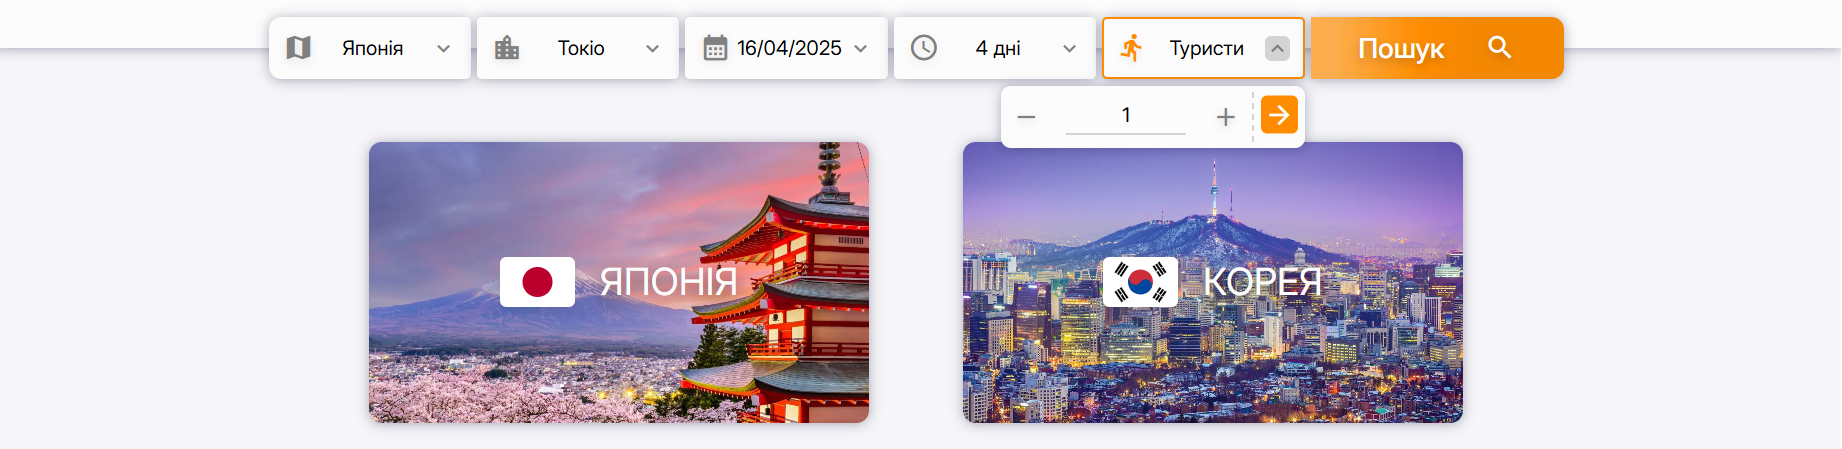 Японія
Токіо
16/04/2025
4 дні
Туристи
Пошук
1
ЯПОНІЯ
КОРЕЯ